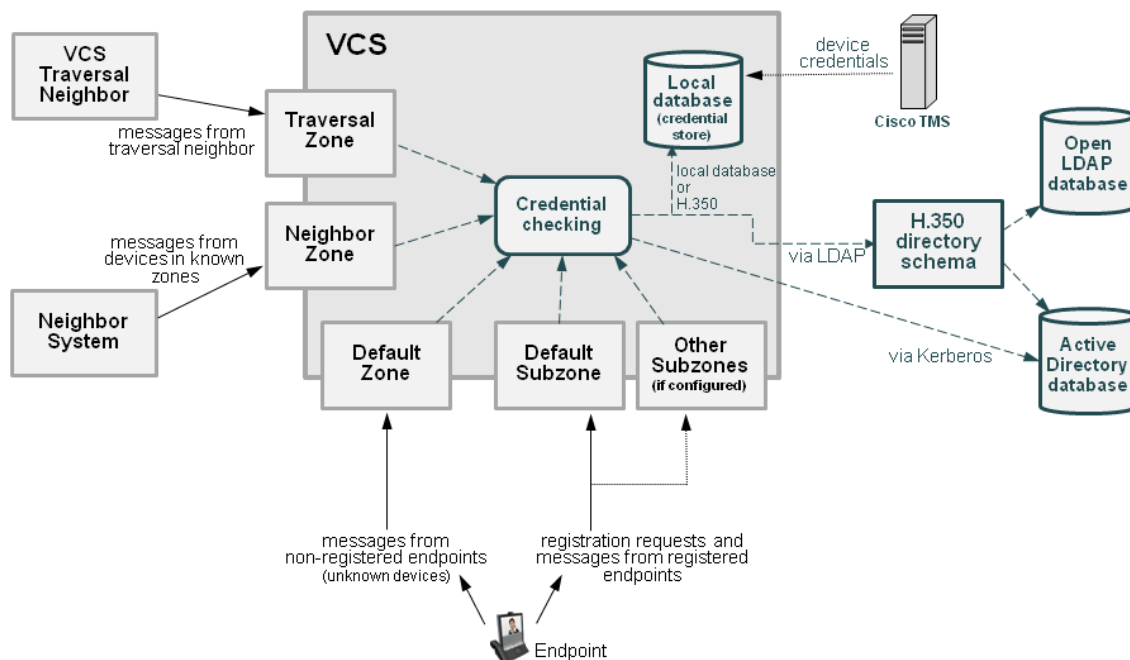 VCS
Traversal
Neighbor
messages from
traversal neighbor
messages from
devices in known
zones
Neighbor
System
VCS
Traversal
Zone
Neighbor
Zone
Credential
checking
Local
database
(credential
store)
local database
or
H.350
device
credentials
Cisco TMS
via LDAP
H.350
directory
schema
Open
LDAP
database
via Kerberos
Active
Directory
database
Default
Zone
Default
Subzone
Other
Subzones
(if configured)
messages from
non-registered endpoints
(unknown devices)
registration requests and
messages from registered
endpoints
Endpoint